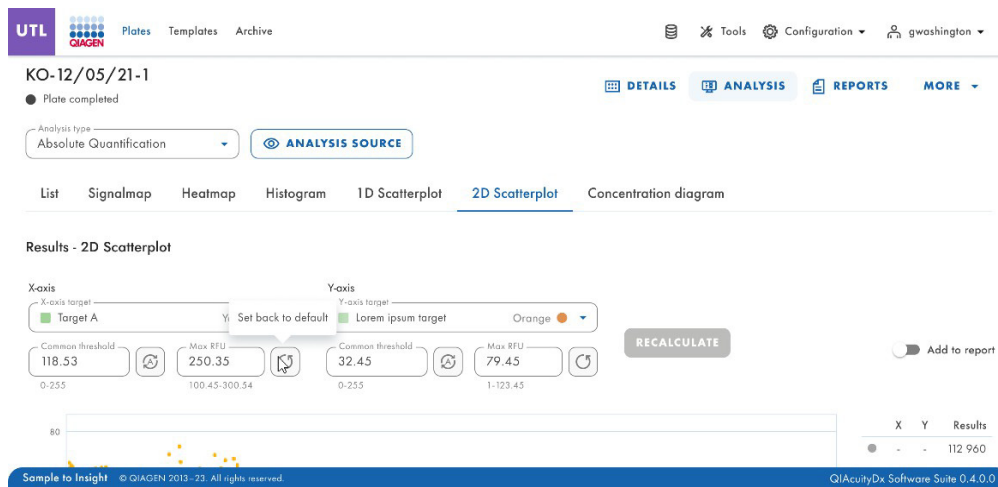 UTL QIAGEN Plates Templates Archive Tools Configuration gwashington
KO-12/05/21-1
Plate completed
DETAILS ANALYSIS REPORTS MORE
Analysis type
Absolute Quantification
ANALYSIS SOURCE
List Signalmap Heatmap Histogram 1D Scatterplot 2D Scatterplot Concentration diagram
Results - 2D Scatterplot
X-axis Y-axis
X-axis target Y-axis target
Target A Set back to default Lorem ipsum target Orange
Common threshold Max RFU Common threshold Max RFU
118.53 A 250.35 32.45 A 79.45
RECALCULATE
Add to report
0-255 100.45-300.54 0-255 1-123.45
80
X Y Results
- - 112 960
Sample to Insight © QIAGEN 2013–23. All rights reserved. QIAcuityDx Software Suite 0.4.0.0